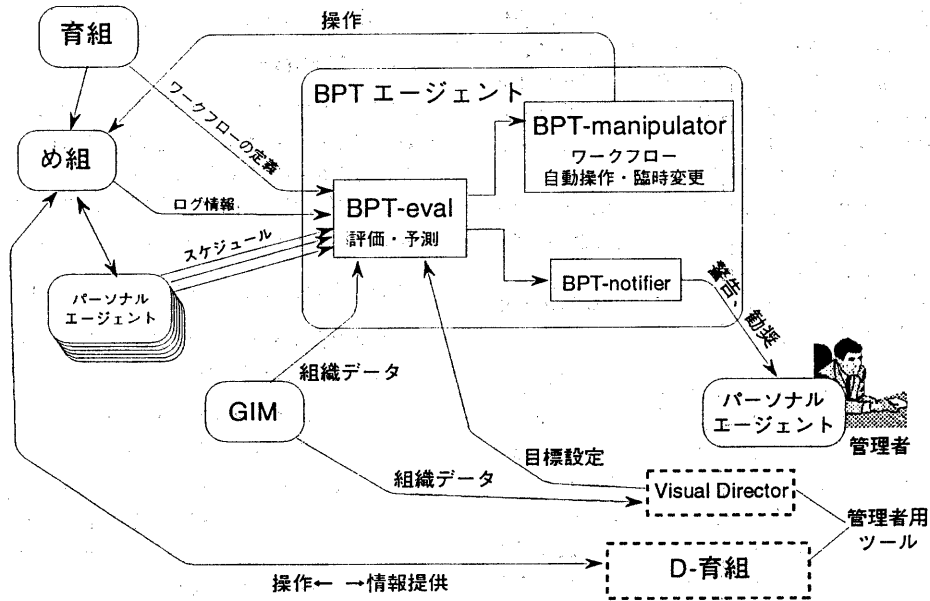 操作
育組
BPT エージェント
BPT-manipulator
ワークフロー
自動操作・臨時変更
ワークフローの定義
め組
ログ情報
BPT-eval
評価・予測
スケジュール
BPT-notifier
警告,勧奨
パーソナル
エージェント
組織データ
GIM
パーソナル
エージェント
管理者
目標設定
組織データ
Visual Director
管理者用
ツール
D-育組
操作← →情報提供